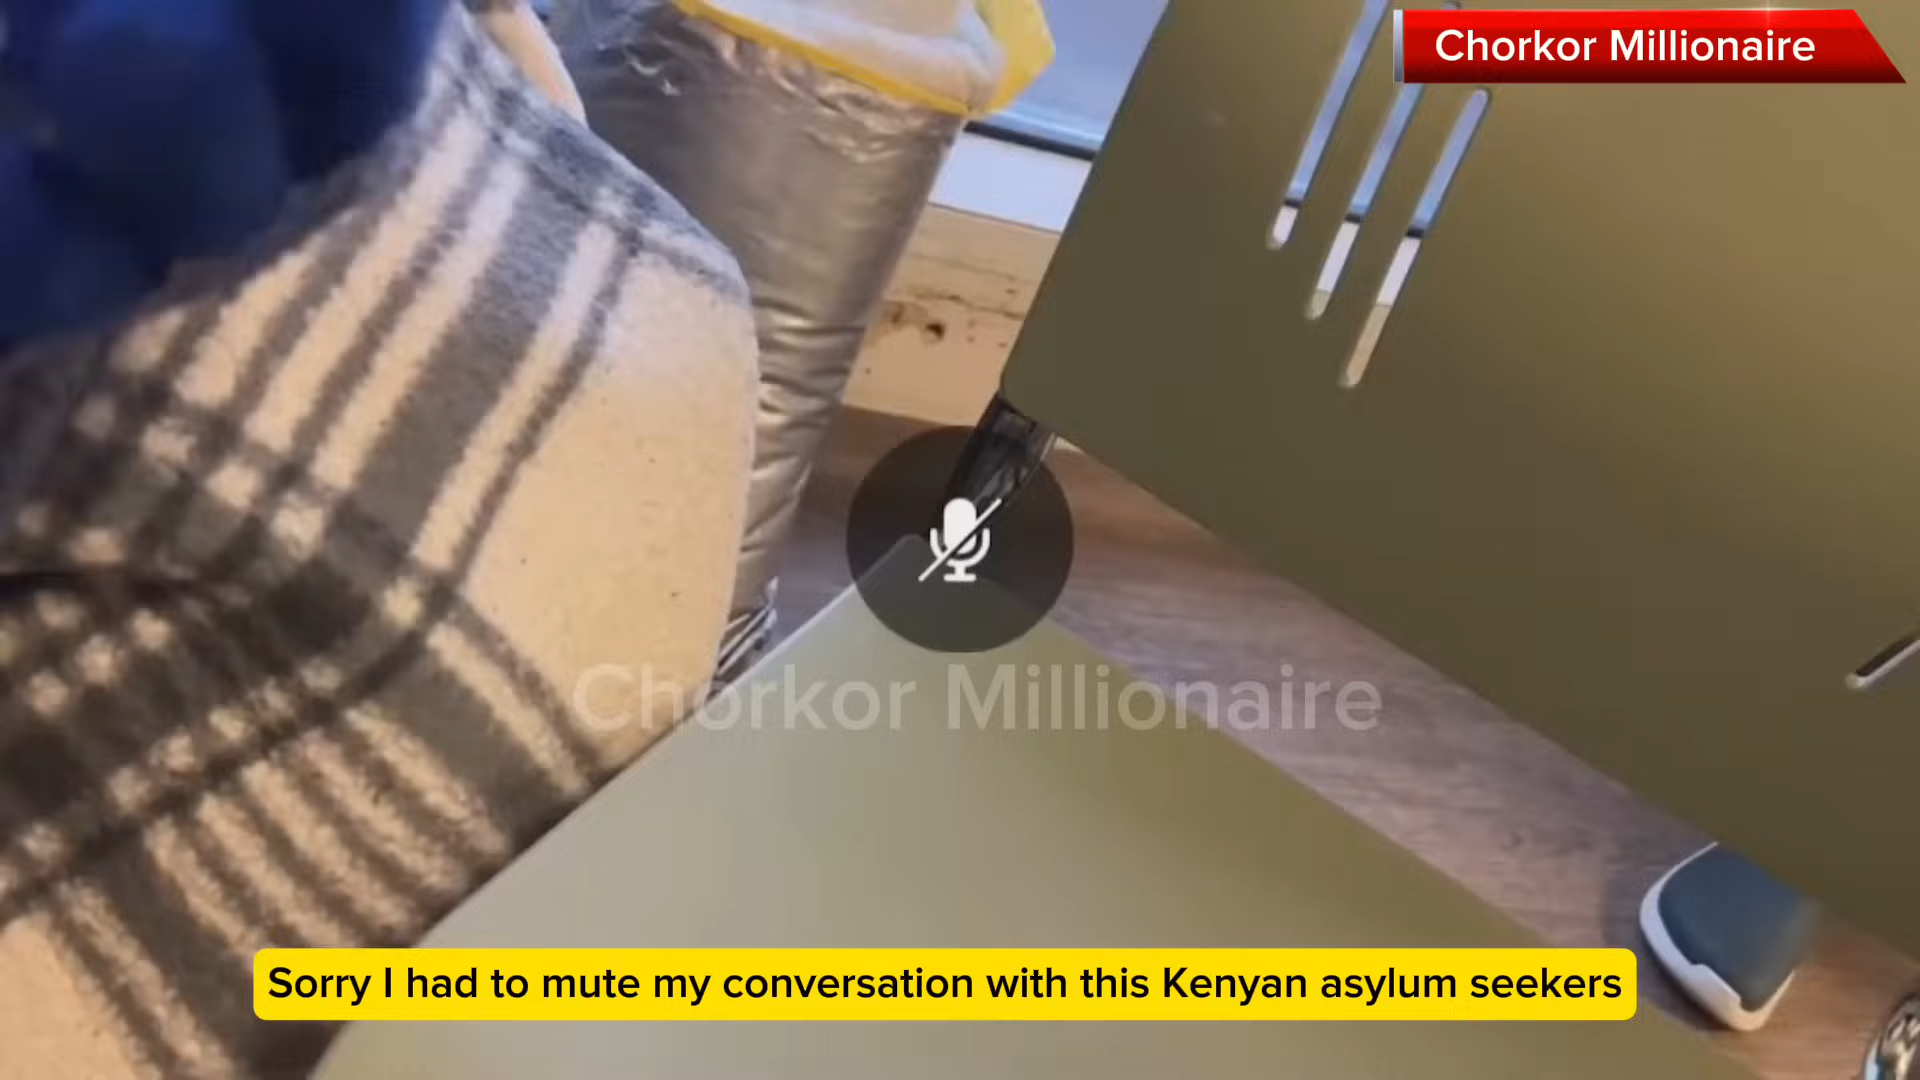 Chorkor Millionaire
Chorkor Millionaire
Sorry I had to mute my conversation with this Kenyan asylum seekers